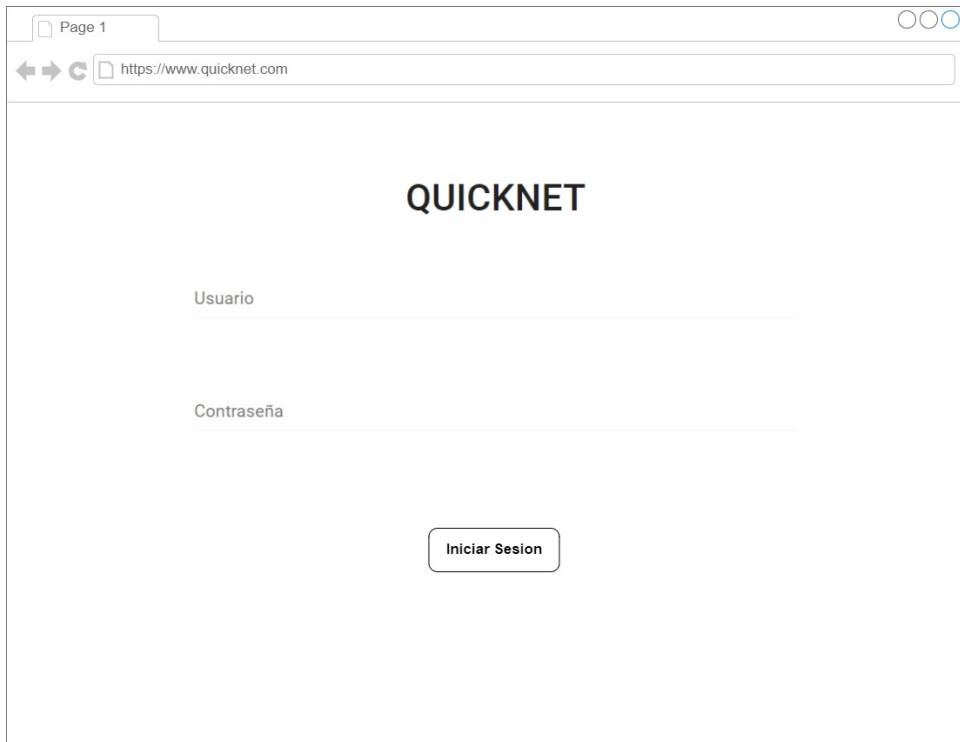 Page 1
https://www.quicknet.com
QUICKNET
Usuario
Contraseña
Iniciar Sesion